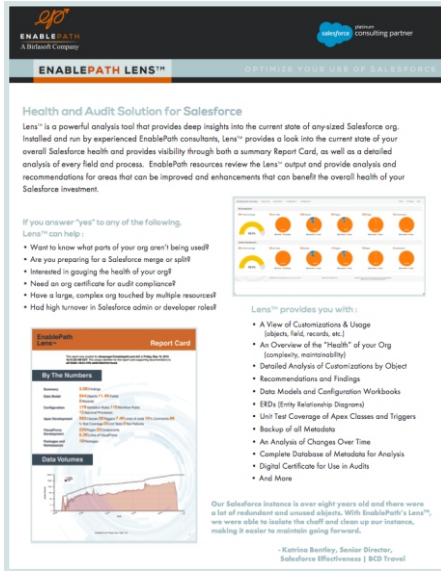 ENABLEPATH
A Birlasoft Company
salesforce
platinum
consulting partner
ENABLEPATH LENS™
OPTIMIZE YOUR USE OF SALESFORCE
Health and Audit Solution for Salesforce
Lens™ is a powerful analysis tool that provides deep insights into the current state of any-sized Salesforce org.
Installed and run by experienced EnablePath consultants, Lens™ provides a look into the current state of your
overall Salesforce health and provides visibility through both a summary Report Card, as well as a detailed
analysis of every field and process. EnablePath resources review the Lens™ output and provide analysis and
recommendations for areas that can be improved and enhancements that can benefit the overall health of your
Salesforce investment.
If you answer "yes" to any of the following,
Lens™ can help :
• Want to know what parts of your org aren't being used?
• Are you preparing for a Salesforce merge or split?
• Interested in gauging the health of your org?
• Need an org certificate for audit compliance?
• Have a large, complex org touched by multiple resources?
• Had high turnover in Salesforce admin or developer roles?
EnablePath
Lens™
Report Card
By The Numbers
Summary
Data Model
Configuration
Apex Development
Visualforce
Development
Packages and
Namespaces
Data Volumes
Lens™ provides you with :
• A View of Customizations & Usage
(objects, field, records, etc.)
• An Overview of the "Health" of your Org
(complexity, maintainability)
• Detailed Analysis of Customizations by Object
• Recommendations and Findings
• Data Models and Configuration Workbooks
• ERDs (Entity Relationship Diagrams)
• Unit Test Coverage of Apex Classes and Triggers
• Backup of all Metadata
• An Analysis of Changes Over Time
• Complete Database of Metadata for Analysis
• Digital Certificate for Use in Audits
• And More
Our Salesforce instance is over eight years old and there were
a lot of redundant and unused objects. With EnablePath's Lens™,
we were able to isolate the chaff and clean up our instance,
making it easier to maintain going forward.
- Katrina Bentley, Senior Director,
Salesforce Effectiveness | BCD Travel